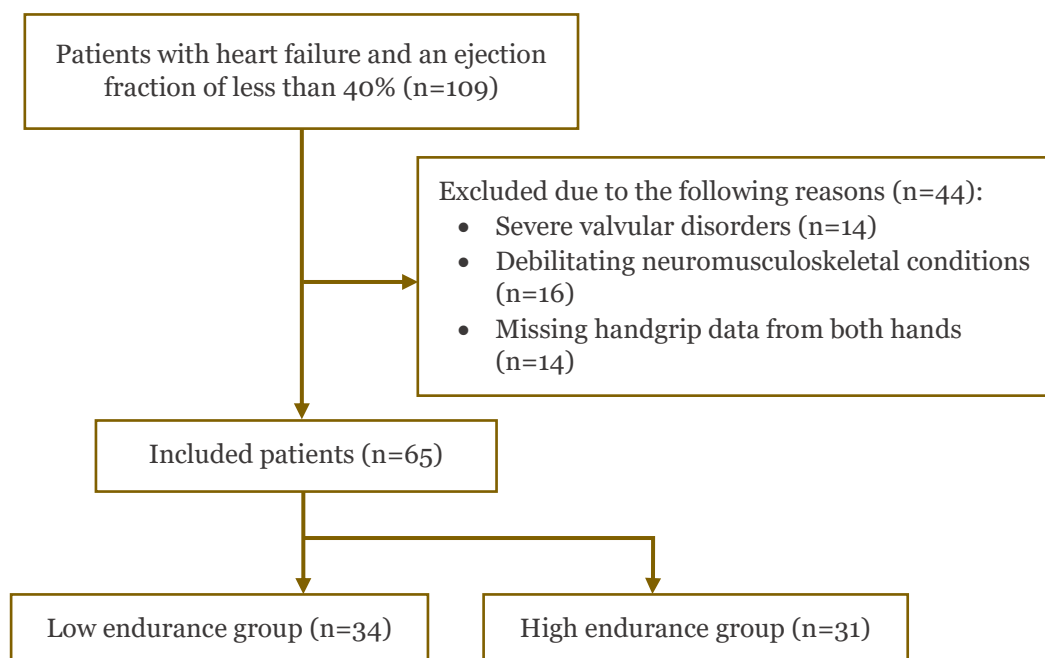 Patients with heart failure and an ejection
fraction of less than 40% (n=109)
Excluded due to the following reasons (n=44):
• Severe valvular disorders (n=14)
• Debilitating neuromusculoskeletal conditions
(n=16)
• Missing handgrip data from both hands
(n=14)
Included patients (n=65)
Low endurance group (n=34)
High endurance group (n=31)